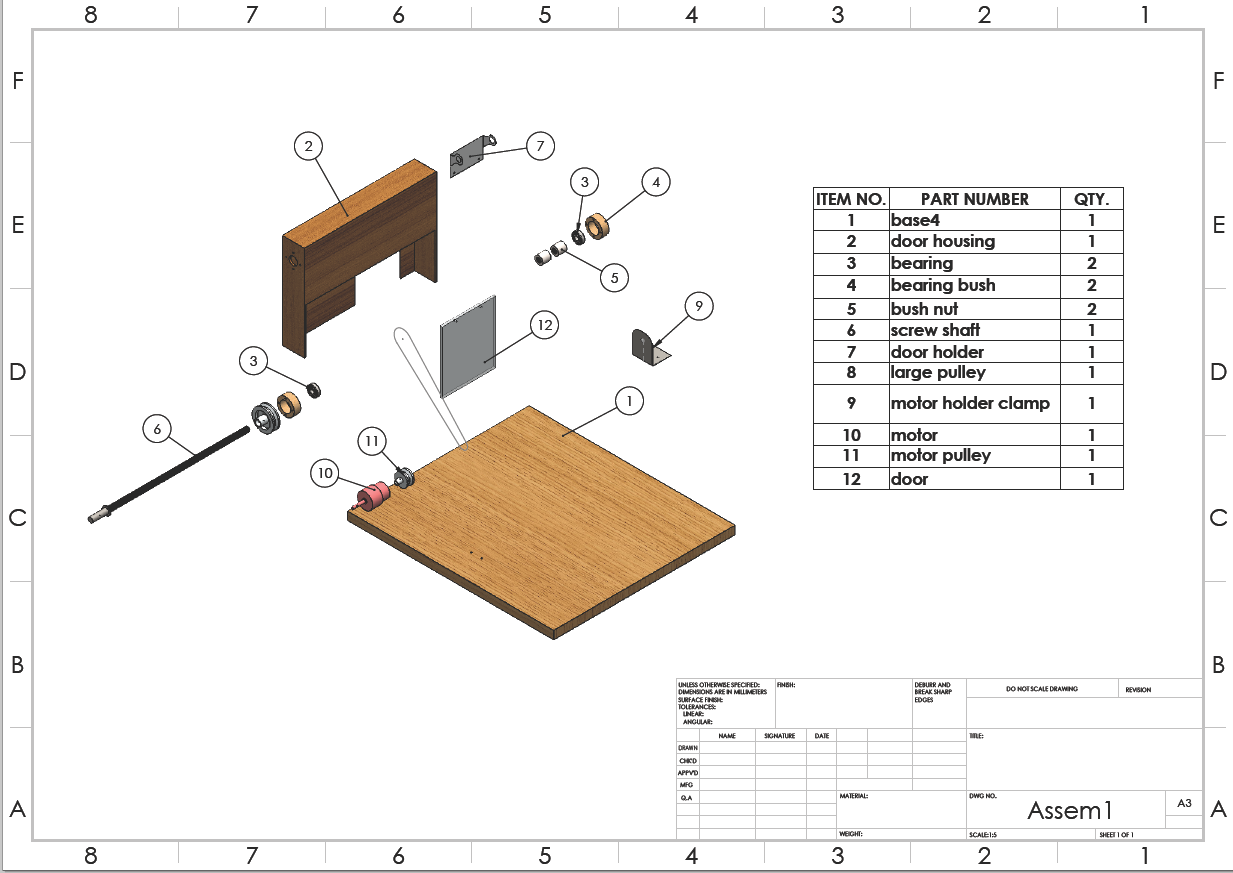 8 7 6 5 4 3 2 1
F F
2
7
3
4
ITEM NO. PART NUMBER QTY.
1 base4 1
2 door housing 1
3 bearing 2
4 bearing bush 2
5 bush nut 2
6 screw shaft 1
7 door holder 1
8 large pulley 1
9 motor holder clamp 1
10 motor 1
11 motor pulley 1
12 door 1
E E
5
9
12
D D
3
1
6
11
10
C C
B B
UNLESS OTHERWISE SPECIFIED:
DIMENSIONS ARE IN MILLIMETERS
SURFACE FINISH:
TOLERANCES:
LINEAR:
ANGULAR:
FINISH:
DEBURR AND
BREAK SHARP
EDGES
DO NOT SCALE DRAWING
REVISION
NAME SIGNATURE DATE
TITLE:
DRAWN
CHK'D
APPV'D
MFG
Q.A
MATERIAL:
DWG NO.
Assem1
A3
WEIGHT:
SCALE:1:5
SHEET 1 OF 1
A A
8 7 6 5 4 3 2 1